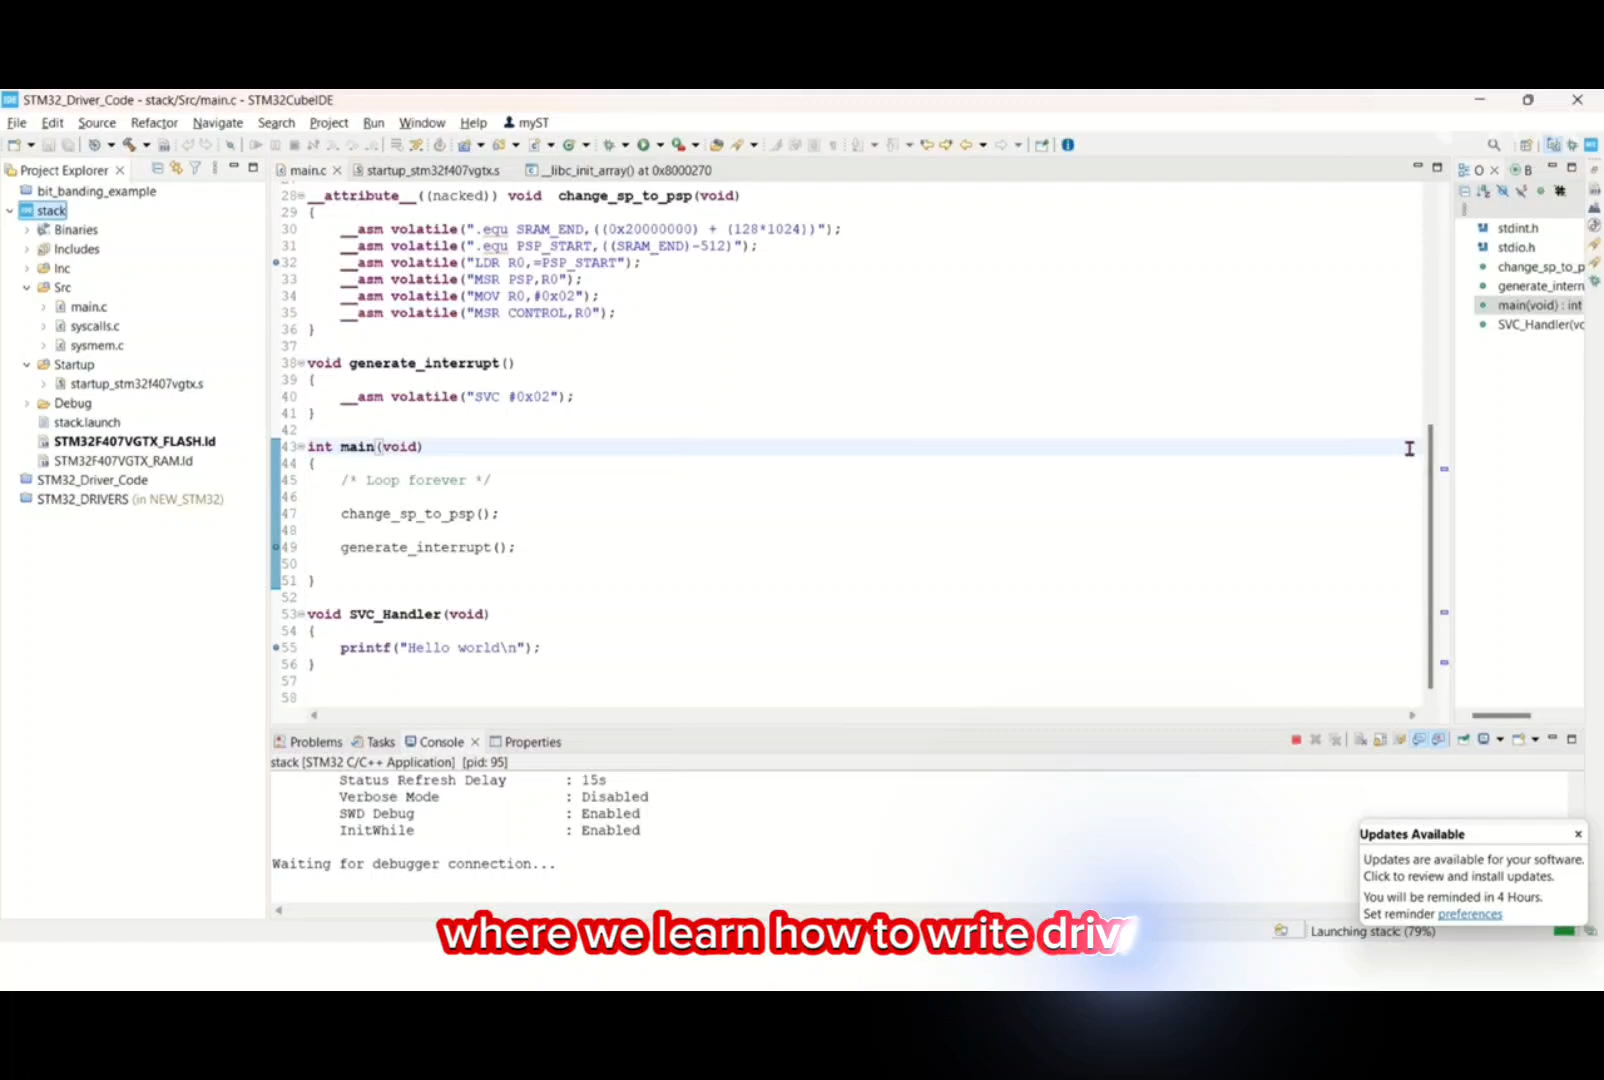 STM32_Driver_Code - stack/Src/main.c - STM32CubeIDE
File Edit Source Refactor Navigate Search Project Run Window Help myST
Project Explorer
bit_banding_example
stack
Binaries
Includes
Inc
Src
main.c
syscalls.c
sysmem.c
Startup
startup_stm32f407vgtx.s
Debug
stack.launch
STM32F407VGTX_FLASH.ld
STM32F407VGTX_RAM.ld
STM32_Driver_Code
STM32_DRIVERS (in NEW_STM32)
main.c startup_stm32f407vgtx.s _libc_init_array() at 0x8000270
28 __attribute__((nacked)) void change_sp_to_psp(void)
29 {
30 __asm volatile(".equ SRAM_END,((0x20000000) + (128*1024))");
31 __asm volatile(".equ PSP_START,((SRAM_END)-512)");
32 __asm volatile("LDR R0,=PSP_START");
33 __asm volatile("MSR PSP,R0");
34 __asm volatile("MOV R0,#0x02");
35 __asm volatile("MSR CONTROL,R0");
36 }
37
38 void generate_interrupt()
39 {
40 __asm volatile("SVC #0x02");
41 }
42
43 int main(void)
44 {
45 /* Loop forever */
46
47 change_sp_to_psp();
48
49 generate_interrupt();
50
51 }
52
53 void SVC_Handler(void)
54 {
55 printf("Hello world\n");
56 }
57
58
O B
stdint.h
stdio.h
change_sp_to_p
generate_intern
main(void) : int
SVC_Handler(vo
Problems Tasks Console Properties
stack [STM32 C/C++ Application] [pid: 95]
Status Refresh Delay : 15s
Verbose Mode : Disabled
SWD Debug : Enabled
InitWhile : Enabled
Waiting for debugger connection...
Updates Available
Updates are available for your software.
Click to review and install updates.
You will be reminded in 4 Hours.
Set reminder preferences
Launching stack: (79%)
where we learn how to write driv